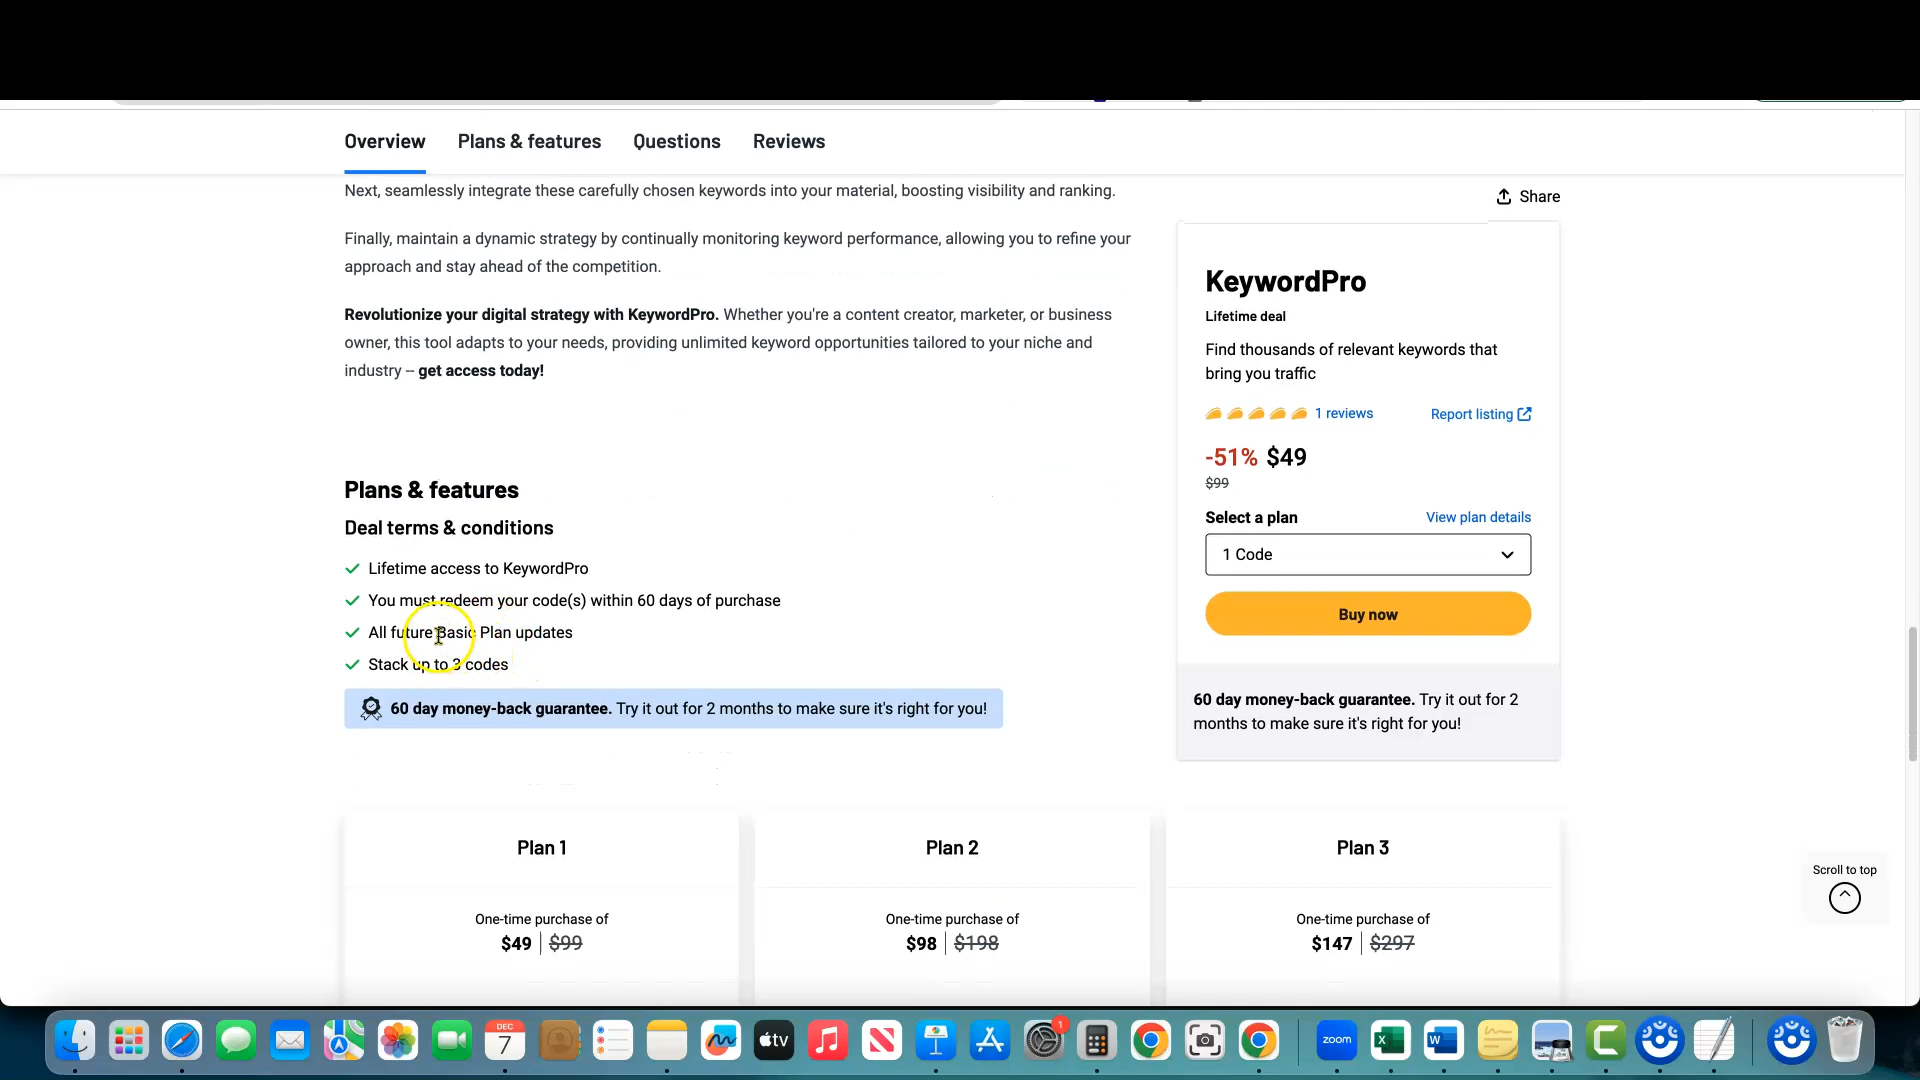 Overview Plans & features Questions Reviews
Next, seamlessly integrate these carefully chosen keywords into your material, boosting visibility and ranking.
Finally, maintain a dynamic strategy by continually monitoring keyword performance, allowing you to refine your
approach and stay ahead of the competition.
Revolutionize your digital strategy with KeywordPro. Whether you're a content creator, marketer, or business
owner, this tool adapts to your needs, providing unlimited keyword opportunities tailored to your niche and
industry – get access today!
Plans & features
Deal terms & conditions
Lifetime access to KeywordPro
You must redeem your code(s) within 60 days of purchase
All future Basic Plan updates
Stack up to 3 codes
60 day money-back guarantee. Try it out for 2 months to make sure it's right for you!
Share
KeywordPro
Lifetime deal
Find thousands of relevant keywords that
bring you traffic
1 reviews
Report listing
-51% $49
$99
Select a plan
View plan details
1 Code
Buy now
60 day money-back guarantee. Try it out for 2
months to make sure it's right for you!
Plan 1
One-time purchase of
$49 $99
Plan 2
One-time purchase of
$98 $198
Plan 3
One-time purchase of
$147 $297
Scroll to top
DEC
7
tv
1
zoom
X
W